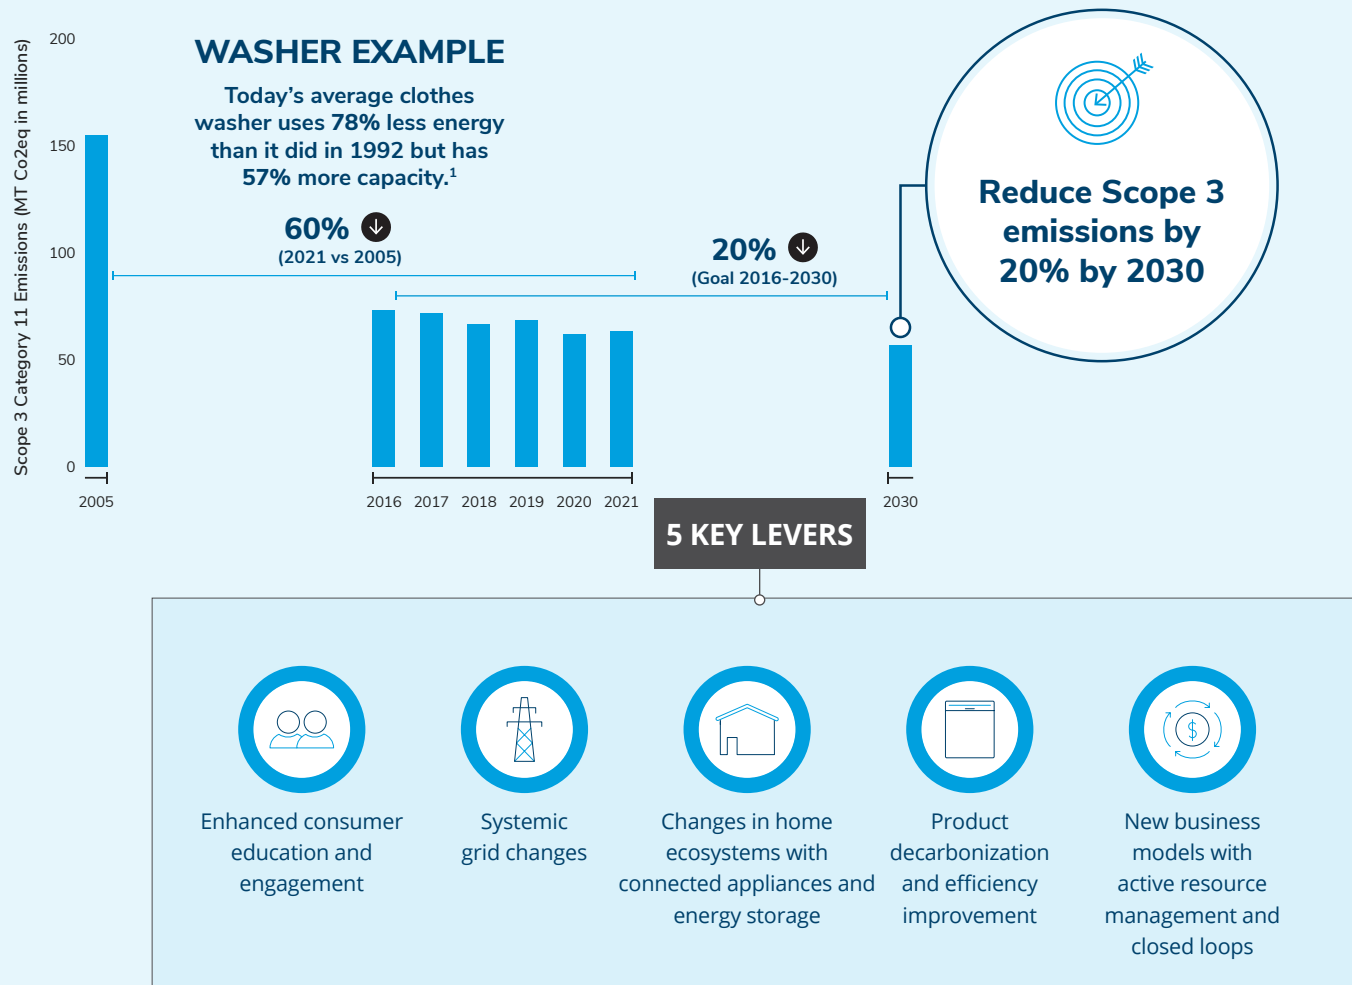 Scope 3 Category 11 Emissions (MT Co2eq in millions)
200
150
100
50
0
WASHER EXAMPLE
Today's average clothes
washer uses 78% less energy
than it did in 1992 but has
57% more capacity.¹
60%
(2021 vs 2005)
20%
(Goal 2016-2030)
Reduce Scope 3
emissions by
20% by 2030
2005 2016 2017 2018 2019 2020 2021 2030
5 KEY LEVERS
$
Enhanced consumer
education and
engagement
Systemic
grid changes
Changes in home
ecosystems with
connected appliances and
energy storage
Product
decarbonization
and efficiency
improvement
New business
models with
active resource
management and
closed loops